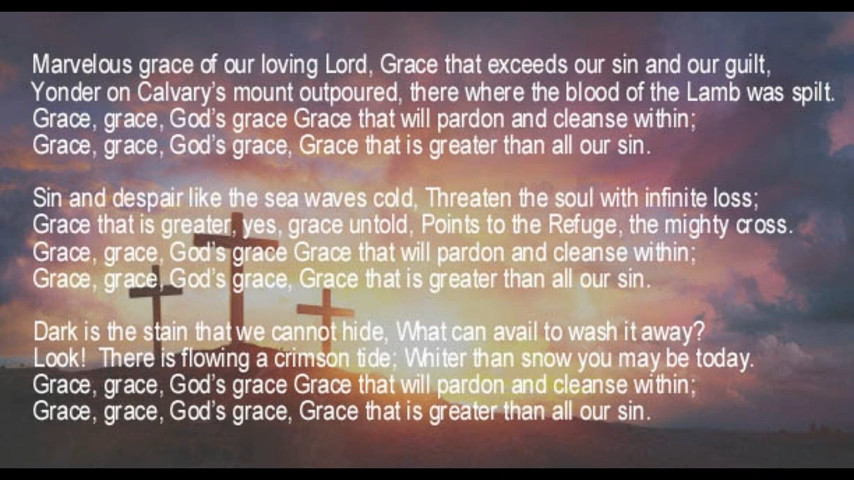 Marvelous grace of our loving Lord, Grace that exceeds our sin and our guilt,
Yonder on Calvary's mount outpoured, there where the blood of the Lamb was spilt.
Grace, grace, God's grace Grace that will pardon and cleanse within;
Grace, grace, God's grace, Grace that is greater than all our sin.
Sin and despair like the sea waves cold, Threaten the soul with infinite loss;
Grace that is greater, yes, grace untold, Points to the Refuge, the mighty cross.
Grace, grace, God's grace Grace that will pardon and cleanse within;
Grace, grace, God's grace, Grace that is greater than all our sin.
Dark is the stain that we cannot hide, What can avail to wash it away?
Look!  There is flowing a crimson tide; Whiter than snow you may be today.
Grace, grace, God's grace Grace that will pardon and cleanse within;
Grace, grace, God's grace, Grace that is greater than all our sin.